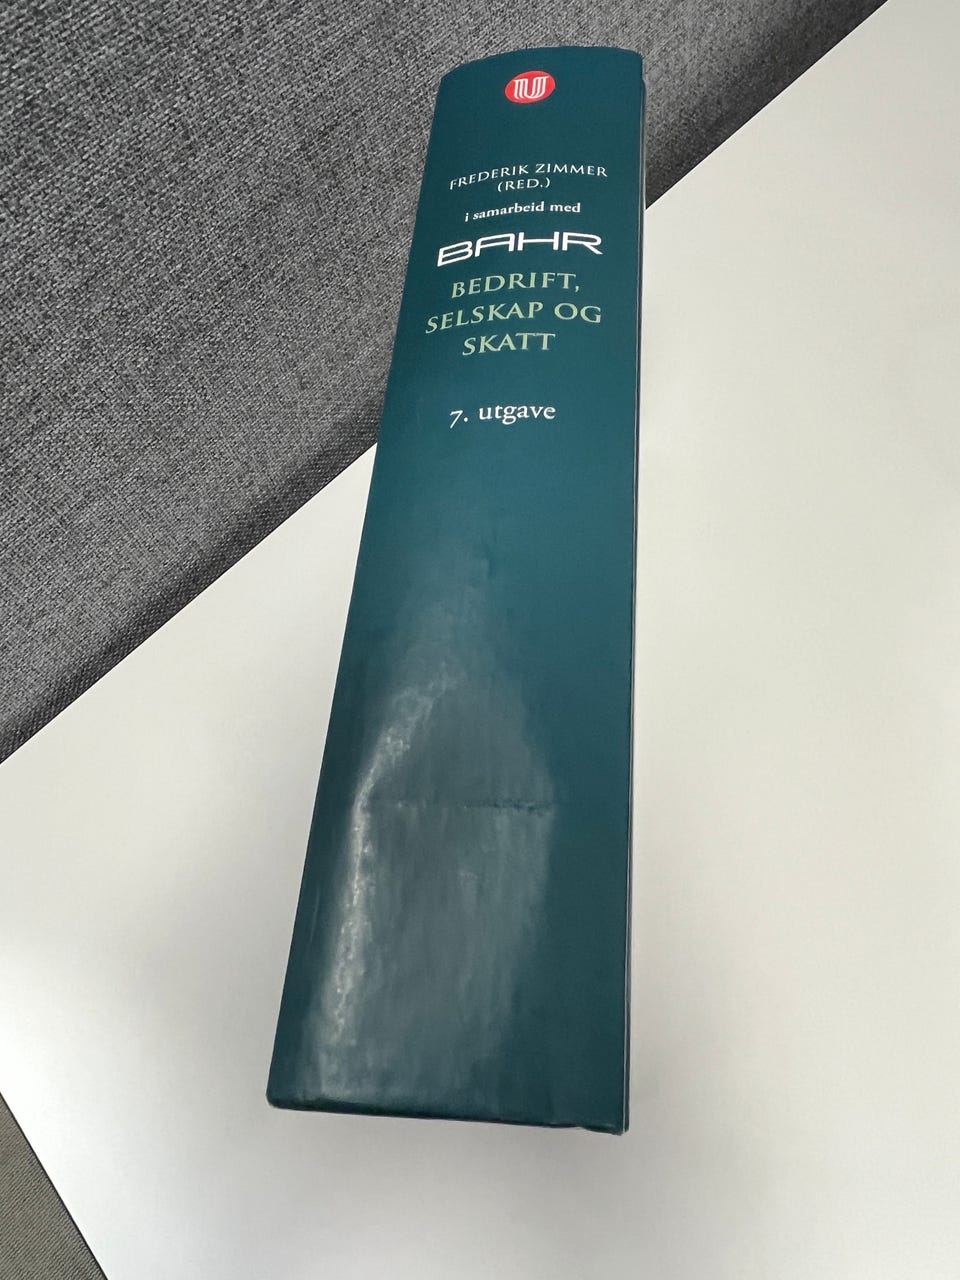 FREDERIK ZIMMER
(RED.)
i samarbeid med
BAHR
BEDRIFT,
SELSKAP OG
SKATT
7. utgave